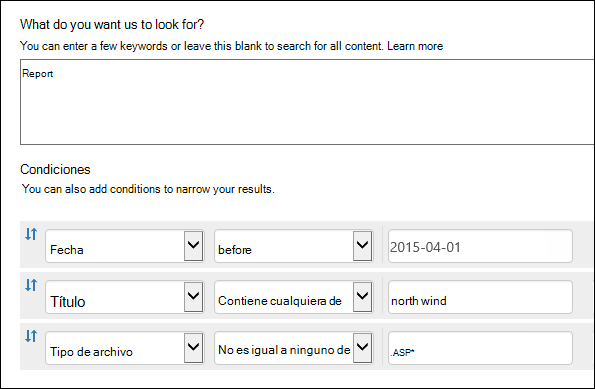 What do you want us to look for?
You can enter a few keywords or leave this blank to search for all content. Learn more
Report
Condiciones
You can also add conditions to narrow your results.
Fecha before 2015-04-01
Título Contiene cualquiera de north wind
Tipo de archivo No es igual a ninguno de .ASP*